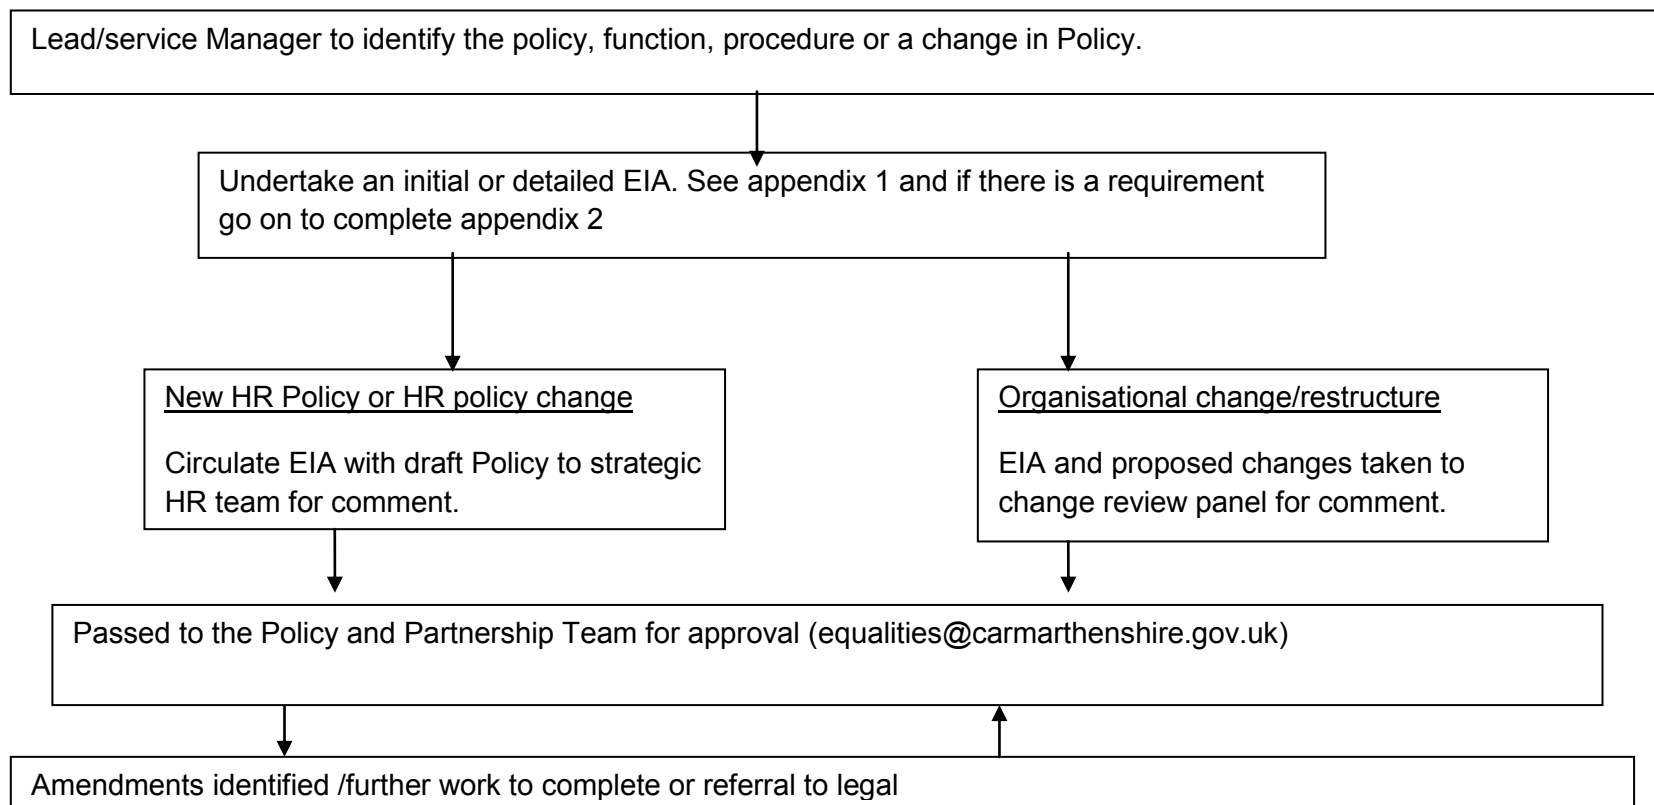 Lead/service Manager to identify the policy, function, procedure or a change in Policy.
Undertake an initial or detailed EIA. See appendix 1 and if there is a requirement
go on to complete appendix 2
New HR Policy or HR policy change
Circulate EIA with draft Policy to strategic
HR team for comment.
Organisational change/restructure
EIA and proposed changes taken to
change review panel for comment.
Passed to the Policy and Partnership Team for approval (equalities@carmarthenshire.gov.uk)
Amendments identified /further work to complete or referral to legal